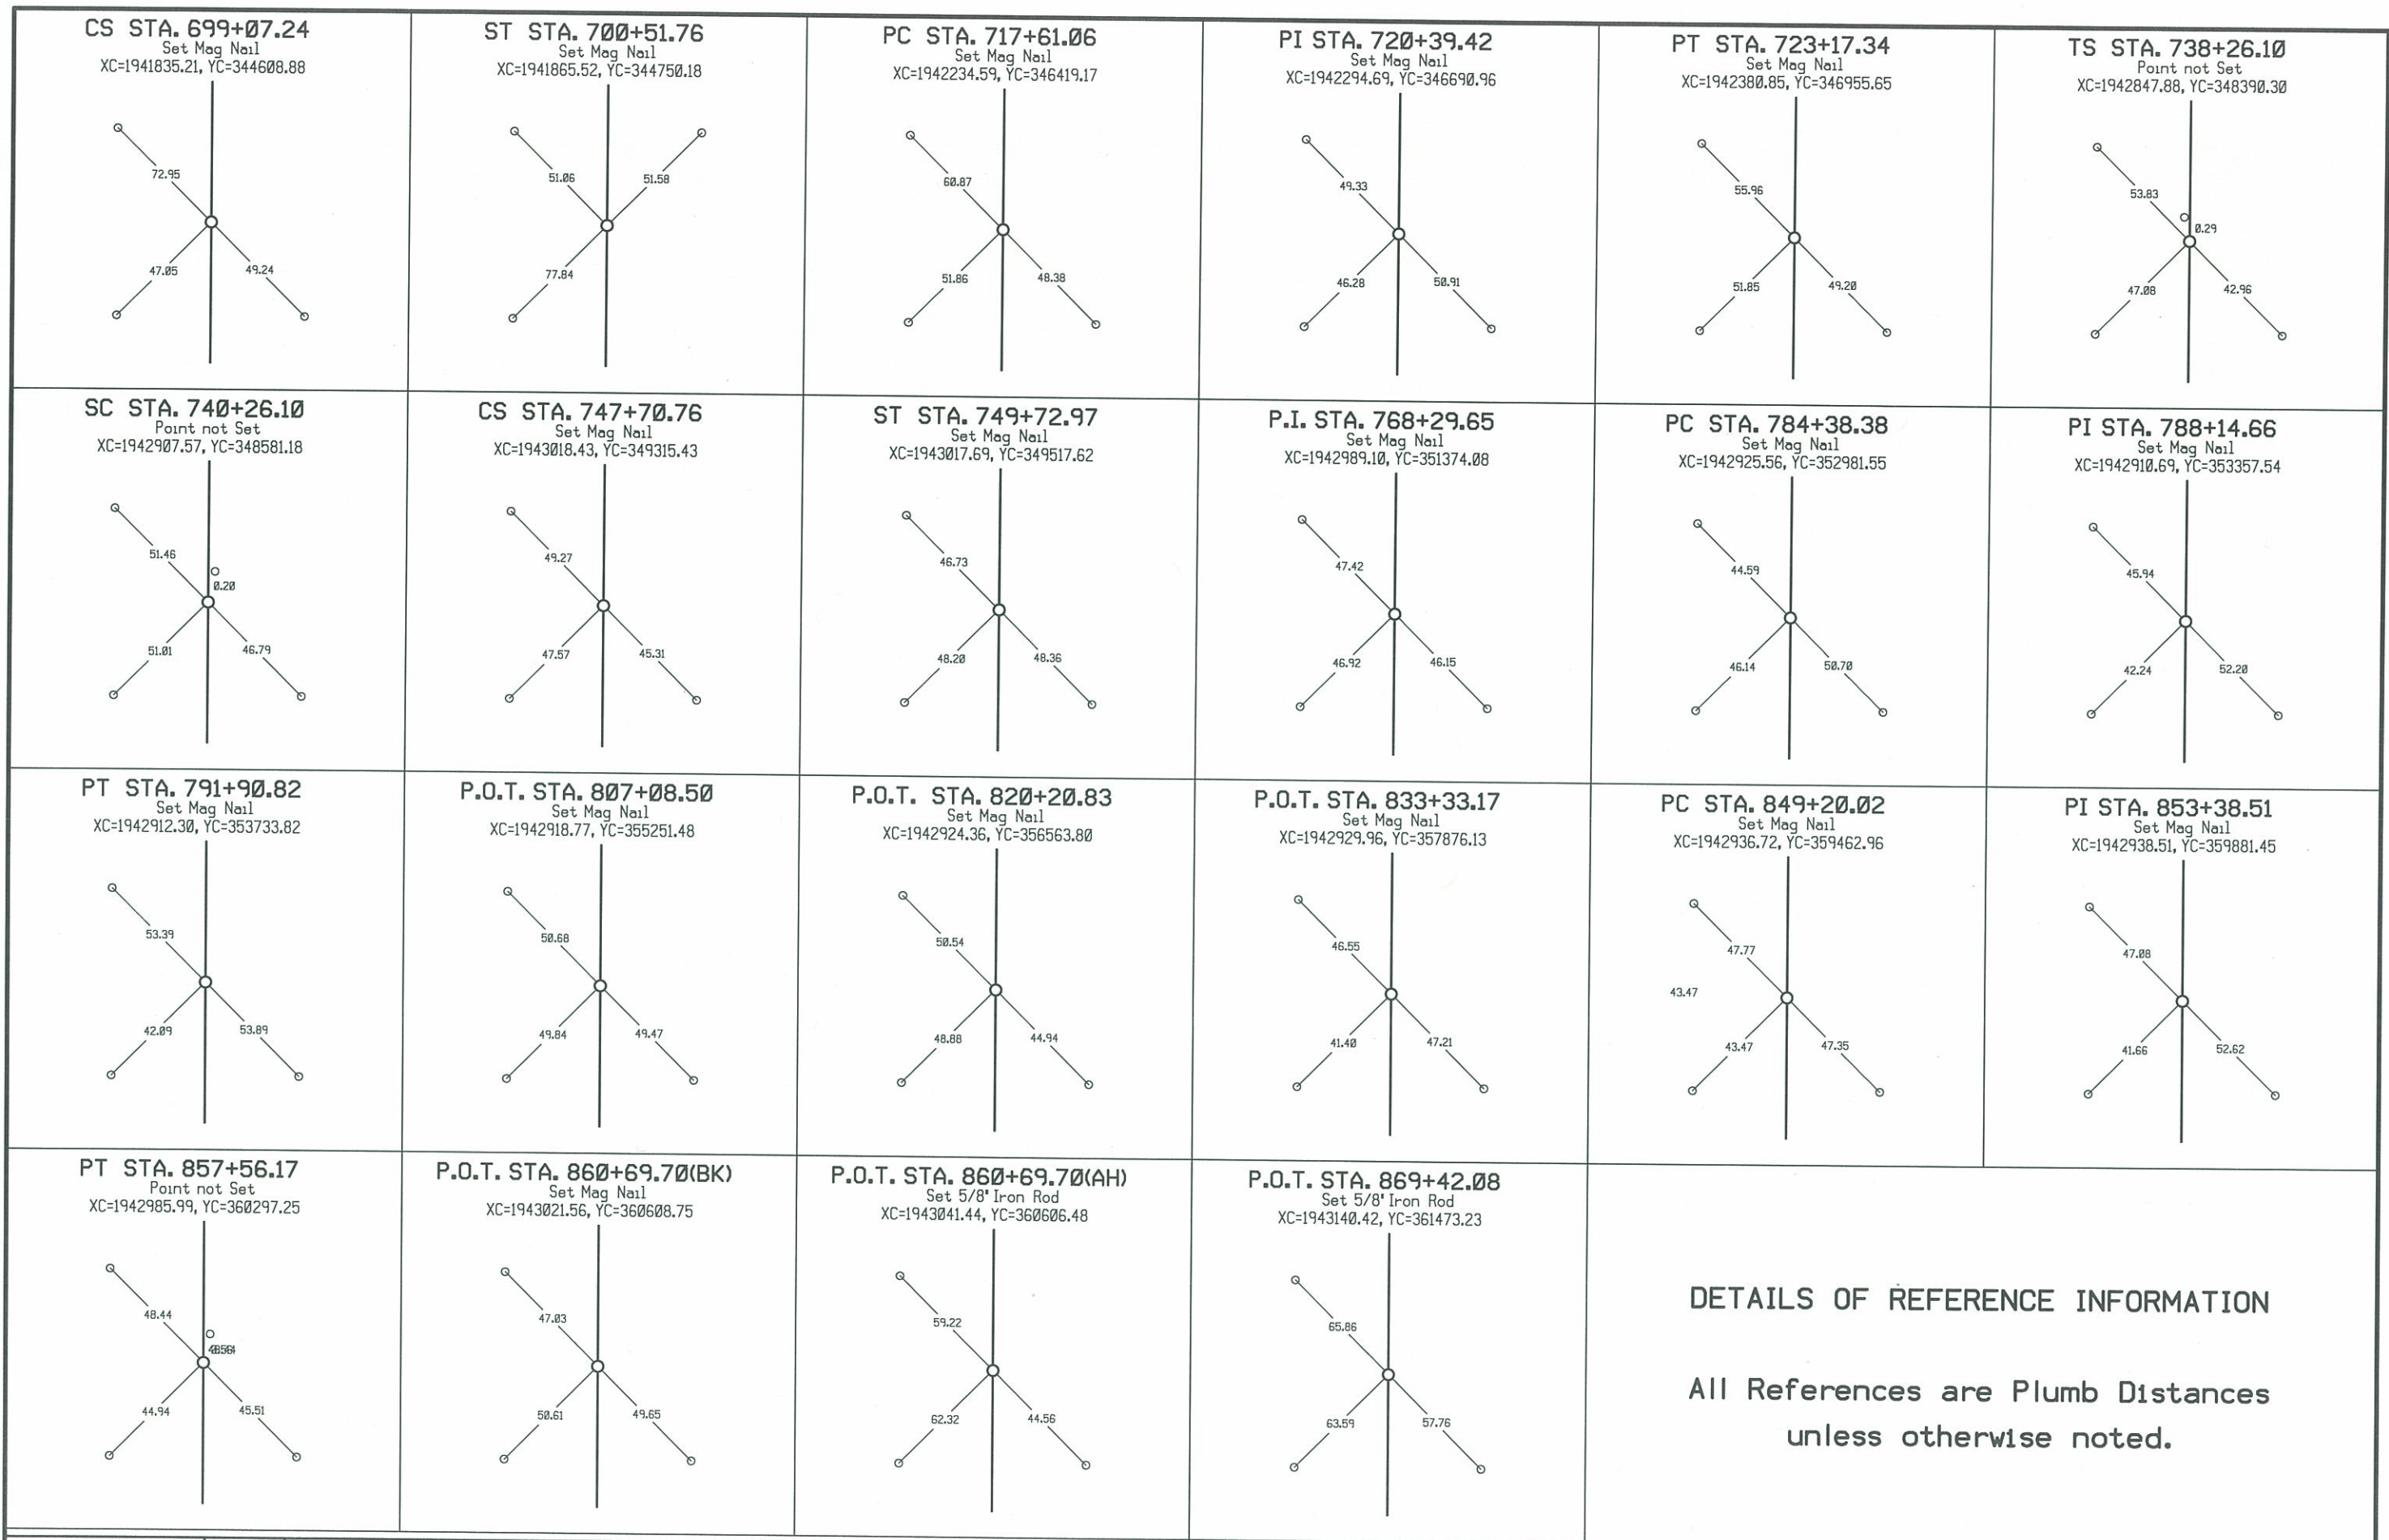 CS STA. 699+07.24
Set Mag Nail
XC=1941835.21, YC=344608.88
72.95
47.05
49.24
ST STA. 700+51.76
Set Mag Nail
XC=1941865.52, YC=344750.18
51.06
51.58
77.84
PC STA. 717+61.06
Set Mag Nail
XC=1942234.59, YC=346419.17
60.87
51.86
48.38
PI STA. 720+39.42
Set Mag Nail
XC=1942294.69, YC=346690.96
49.33
46.28
50.91
PT STA. 723+17.34
Set Mag Nail
XC=1942380.85, YC=346955.65
55.96
51.85
49.20
TS STA. 738+26.10
Point not Set
XC=1942847.88, YC=348390.30
53.83
0.29
47.08
42.96
SC STA. 740+26.10
Point not Set
XC=1942907.57, YC=348581.18
51.46
0.20
51.01
46.79
CS STA. 747+70.76
Set Mag Nail
XC=1943018.43, YC=349315.43
49.27
47.57
45.31
ST STA. 749+72.97
Set Mag Nail
XC=1943017.69, YC=349517.62
46.73
48.20
48.36
P.I. STA. 768+29.65
Set Mag Nail
XC=1942989.10, YC=351374.08
47.42
46.92
46.15
PC STA. 784+38.38
Set Mag Nail
XC=1942925.56, YC=352981.55
44.59
46.14
50.70
PI STA. 788+14.66
Set Mag Nail
XC=1942910.69, YC=353357.54
45.94
42.24
52.20
PT STA. 791+90.82
Set Mag Nail
XC=1942912.30, YC=353733.82
53.39
42.09
53.89
P.O.T. STA. 807+08.50
Set Mag Nail
XC=1942918.77, YC=355251.48
50.68
49.84
49.47
P.O.T. STA. 820+20.83
Set Mag Nail
XC=1942924.36, YC=356563.80
50.54
48.88
44.94
P.O.T. STA. 833+33.17
Set Mag Nail
XC=1942929.96, YC=357876.13
46.55
41.40
47.21
PC STA. 849+20.02
Set Mag Nail
XC=1942936.72, YC=359462.96
47.77
43.47
43.47
47.35
PI STA. 853+38.51
Set Mag Nail
XC=1942938.51, YC=359881.45
47.08
41.66
52.62
PT STA. 857+56.17
Point not Set
XC=1942985.99, YC=360297.25
48.44
44.94
45.51
P.O.T. STA. 860+69.70(BK)
Set Mag Nail
XC=1943021.56, YC=360608.75
47.03
50.61
49.65
P.O.T. STA. 860+69.70(AH)
Set 5/8" Iron Rod
XC=1943041.44, YC=360606.48
59.22
62.32
44.56
P.O.T. STA. 869+42.08
Set 5/8" Iron Rod
XC=1943140.42, YC=361473.23
65.86
63.59
57.76
DETAILS OF REFERENCE INFORMATION
All References are Plumb Distances
unless otherwise noted.